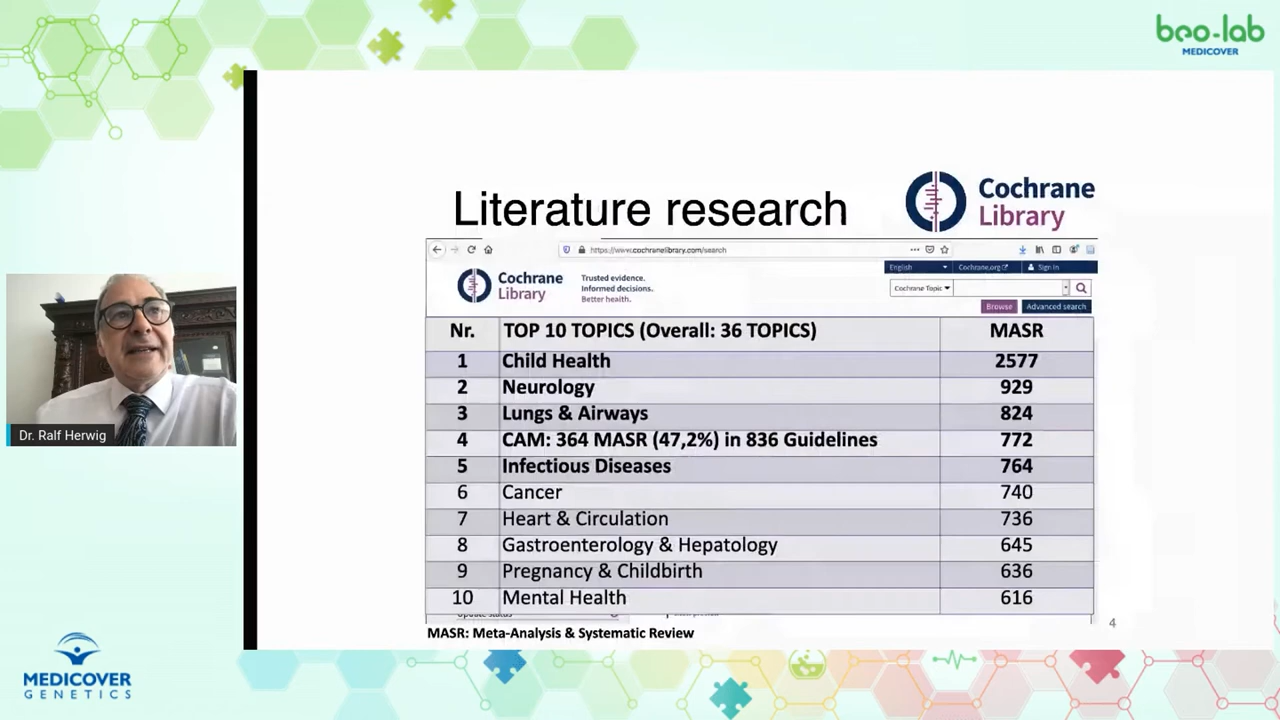 beo-lab
MEDICOVER
Literature research
Cochrane
Library
https://www.cochranelibrary.com/search
Cochrane
Library
Trusted evidence.
Informed decisions.
Better health.
English
Cochrane.org
Sign In
Cochrane Topic
Browse
Advanced search
Nr. TOP 10 TOPICS (Overall: 36 TOPICS) MASR
1 Child Health 2577
2 Neurology 929
3 Lungs & Airways 824
4 CAM: 364 MASR (47,2%) in 836 Guidelines 772
5 Infectious Diseases 764
6 Cancer 740
7 Heart & Circulation 736
8 Gastroenterology & Hepatology 645
9 Pregnancy & Childbirth 636
10 Mental Health 616
MASR: Meta-Analysis & Systematic Review
4
Dr. Ralf Herwig
MEDICOVER
GENETICS